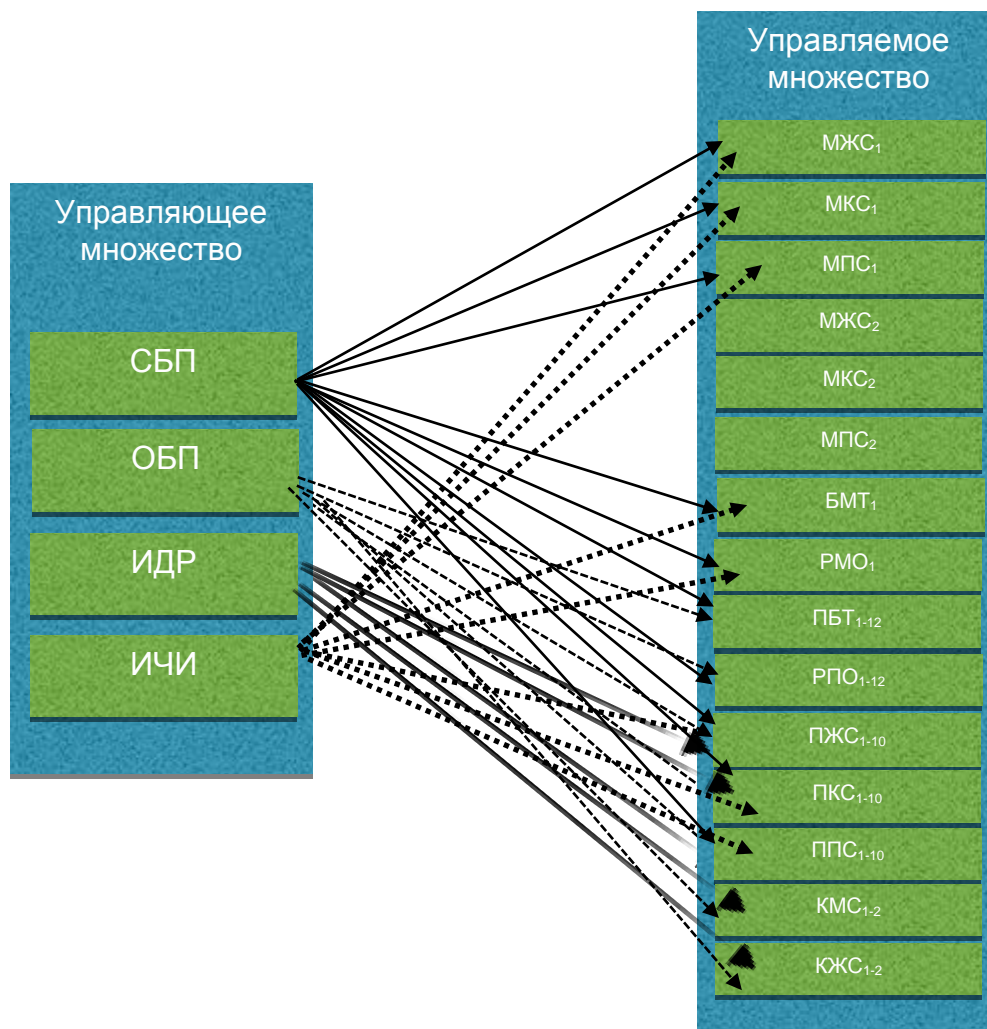 Управляющее
множество
СБП
ОБП
ИДР
ИЧИ
Управляемое
множество
МЖС₁
МКС₁
МПС₁
МЖС₂
МКС₂
МПС₂
БМТ₁
РМО₁
ПБТ₁₋₁₂
РПО₁₋₁₂
ПЖС₁₋₁₀
ПКС₁₋₁₀
ППС₁₋₁₀
КМС₁₋₂
КЖС₁₋₂